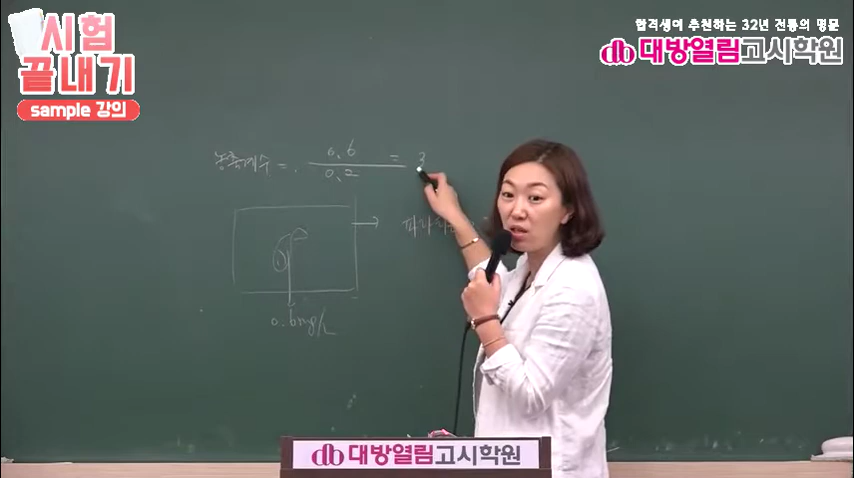 시험
끝내기
sample 강의
합격생이 추천하는 32년 전통의 명문
db 대방열림고시학원
농축계수 = 0.6 / 0.2 = 3
0.6mg/L
db 대방열림고시학원